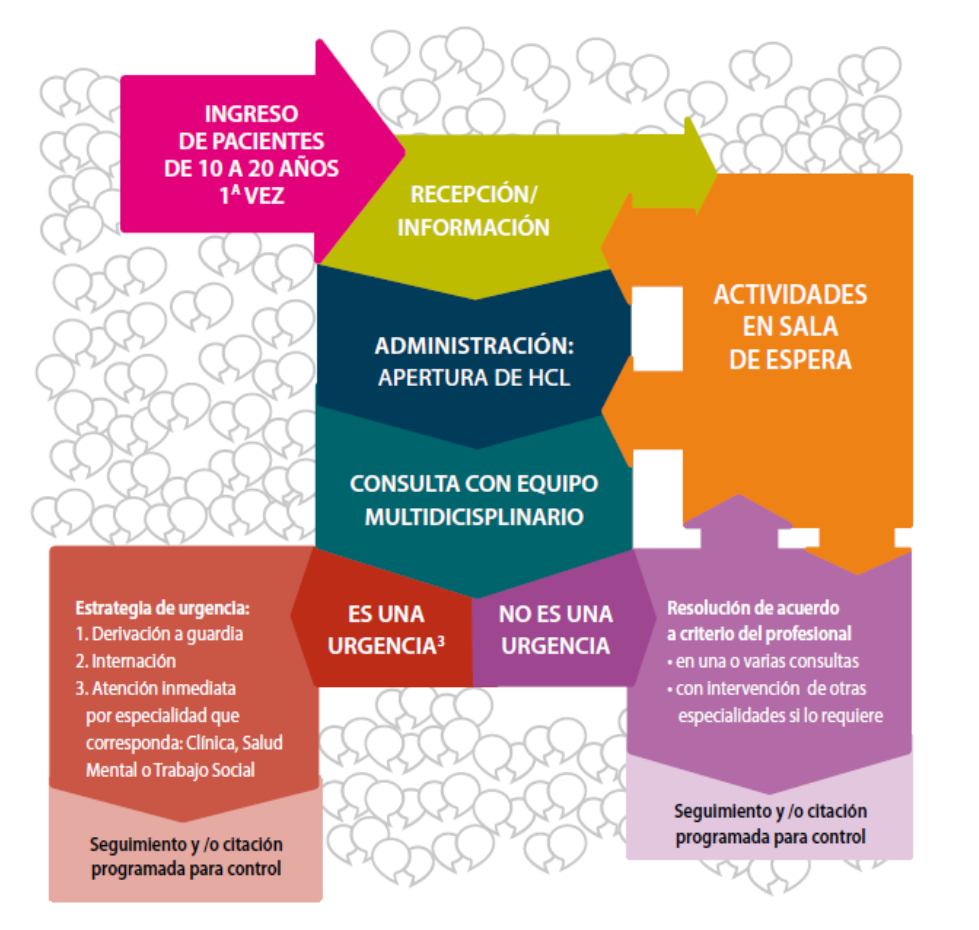 INGRESO
DE PACIENTES
DE 10 A 20 AÑOS
1ᴬ VEZ
RECEPCIÓN/
INFORMACIÓN
ACTIVIDADES
EN SALA
DE ESPERA
ADMINISTRACIÓN:
APERTURA DE HCL
CONSULTA CON EQUIPO
MULTIDICISPLINARIO
ES UNA
URGENCIA³
NO ES UNA
URGENCIA
Estrategia de urgencia:
1. Derivación a guardia
2. Internación
3. Atención inmediata
por especialidad que
corresponda: Clínica, Salud
Mental o Trabajo Social
Seguimiento y /o citación
programada para control
Resolución de acuerdo
a criterio del profesional
• en una o varias consultas
• con intervención de otras
especialidades si lo requiere
Seguimiento y /o citación
programada para control